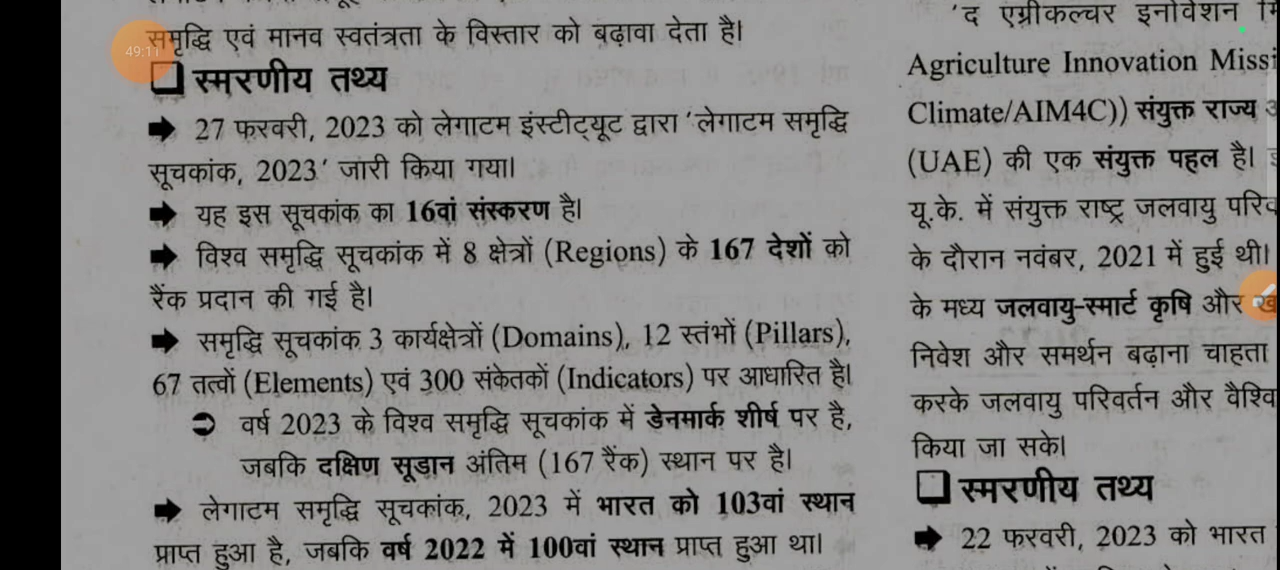 समृद्धि एवं मानव स्वतंत्रता के विस्तार को बढ़ावा देता है।
49:11
❑ स्मरणीय तथ्य
➡ 27 फरवरी, 2023 को लेगाटम इंस्टीट्यूट द्वारा 'लेगाटम समृद्धि
सूचकांक, 2023' जारी किया गया।
➡ यह इस सूचकांक का 16वां संस्करण है।
➡ विश्व समृद्धि सूचकांक में 8 क्षेत्रों (Regions) के 167 देशों को
रैंक प्रदान की गई है।
➡ समृद्धि सूचकांक 3 कार्यक्षेत्रों (Domains), 12 स्तंभों (Pillars),
67 तत्वों (Elements) एवं 300 संकेतकों (Indicators) पर आधारित है।
➲ वर्ष 2023 के विश्व समृद्धि सूचकांक में डेनमार्क शीर्ष पर है,
जबकि दक्षिण सूडान अंतिम (167 रैंक) स्थान पर है।
➡ लेगाटम समृद्धि सूचकांक, 2023 में भारत को 103वां स्थान
प्राप्त हुआ है, जबकि वर्ष 2022 में 100वां स्थान प्राप्त हुआ था।
'द एग्रीकल्चर इनोवेशन
Agriculture Innovation
Climate/AIM4C)) संयुक्त राज्य
(UAE) की एक संयुक्त पहल है।
यू.के. में संयुक्त राष्ट्र जलवायु
के दौरान नवंबर, 2021 में हुई थी।
के मध्य जलवायु-स्मार्ट कृषि और
निवेश और समर्थन बढ़ाना चाहता
करके जलवायु परिवर्तन और
किया जा सके।
❑ स्मरणीय तथ्य
➡ 22 फरवरी, 2023 को भारत